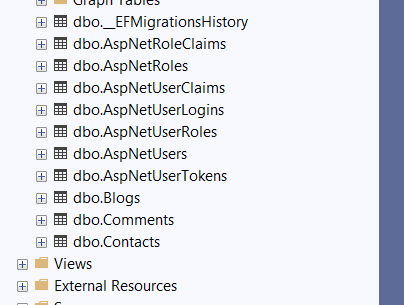 Graph Tables
dbo.__EFMigrationsHistory
dbo.AspNetRoleClaims
dbo.AspNetRoles
dbo.AspNetUserClaims
dbo.AspNetUserLogins
dbo.AspNetUserRoles
dbo.AspNetUsers
dbo.AspNetUserTokens
dbo.Blogs
dbo.Comments
dbo.Contacts
Views
External Resources